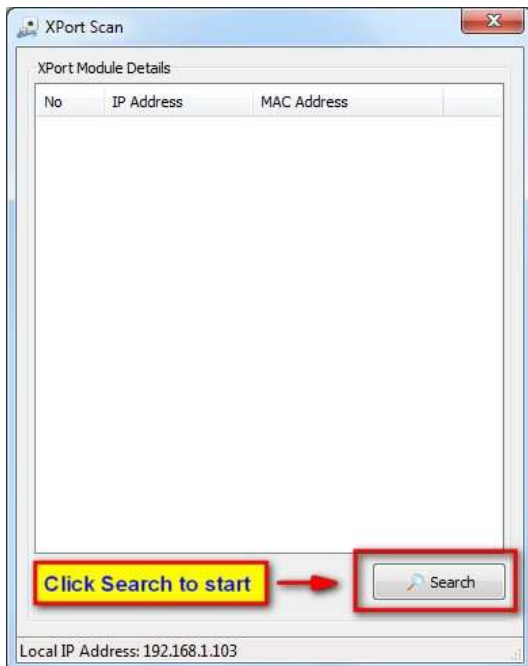 XPort Scan
XPort Module Details
No IP Address MAC Address
Click Search to start
Search
Local IP Address: 192.168.1.103